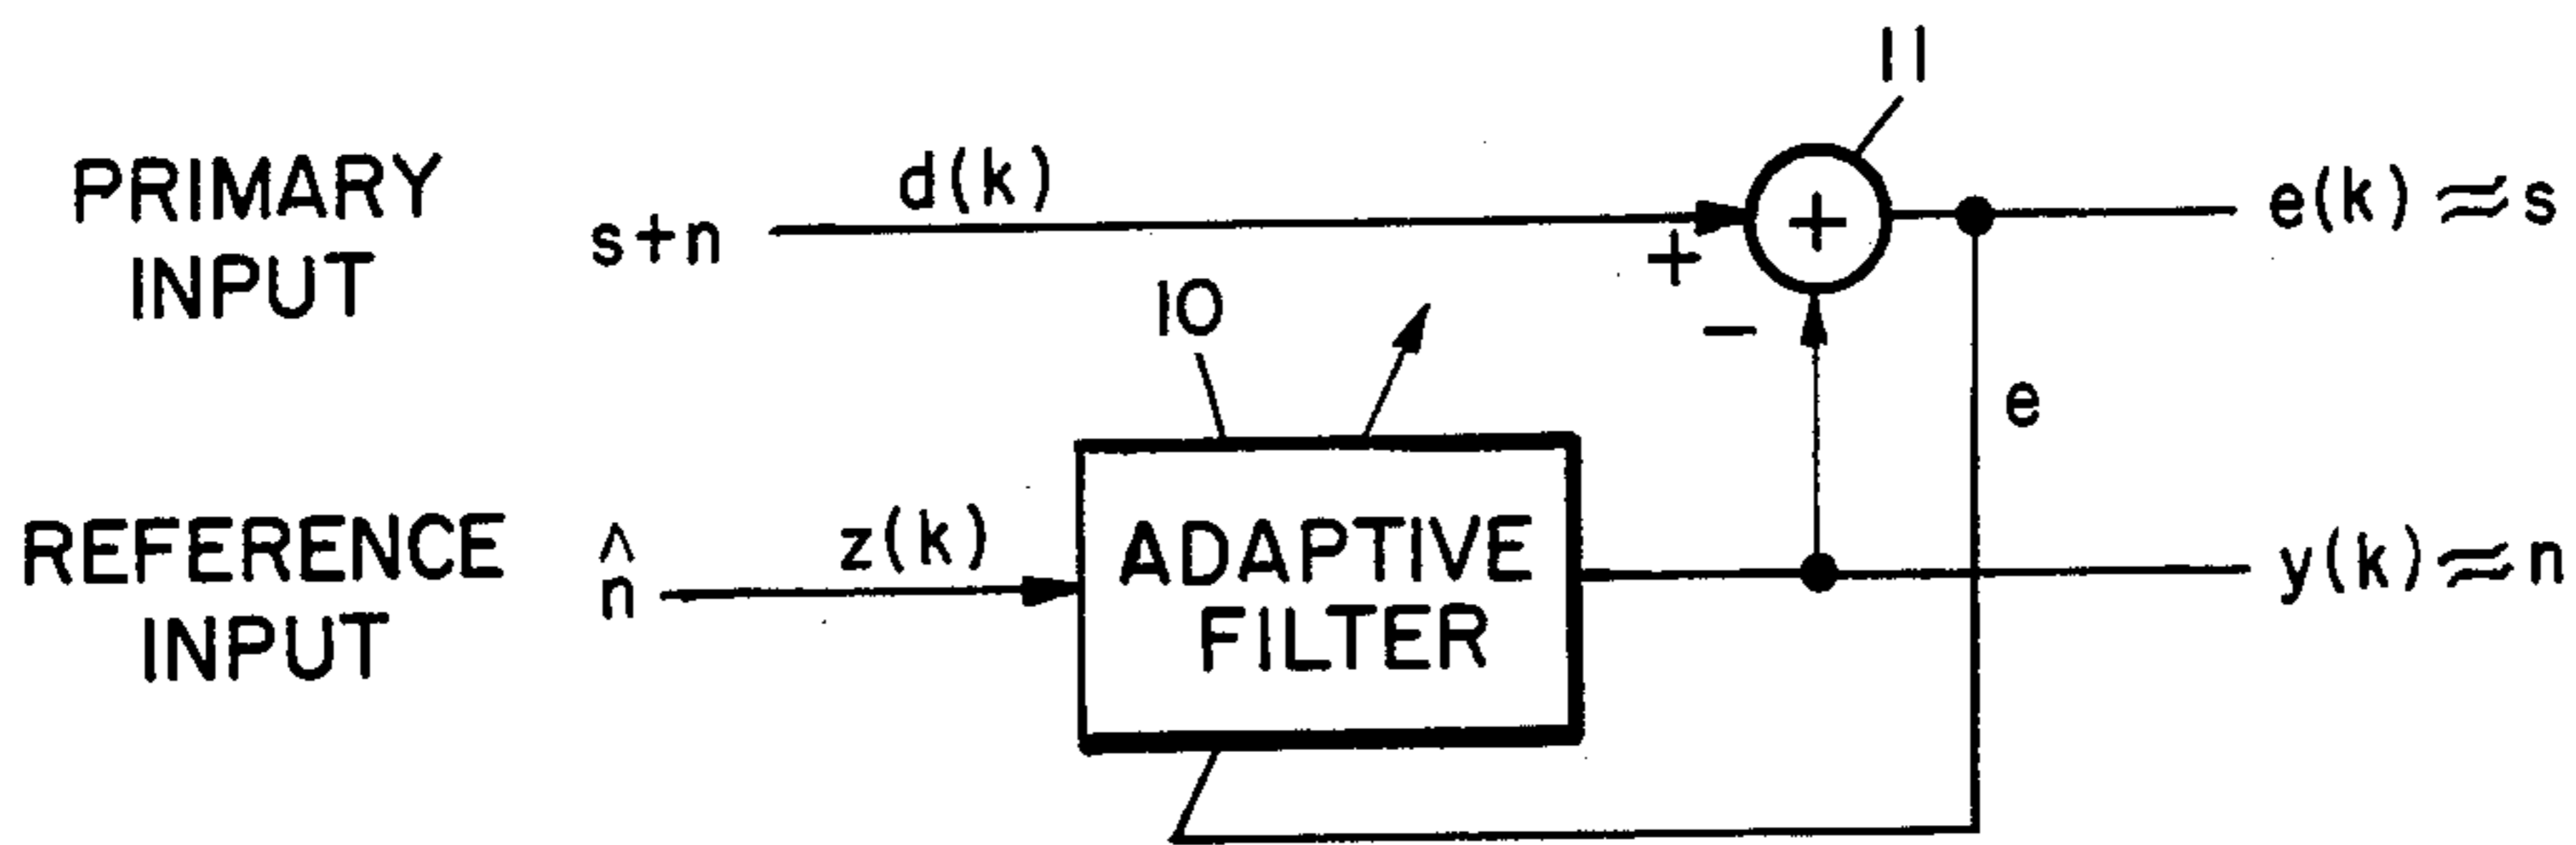 11
PRIMARY
INPUT
s+n
d(k)
+
+
−
e(k) ≈ s
10
e
REFERENCE
INPUT
n̂
z(k)
ADAPTIVE
FILTER
y(k) ≈ n